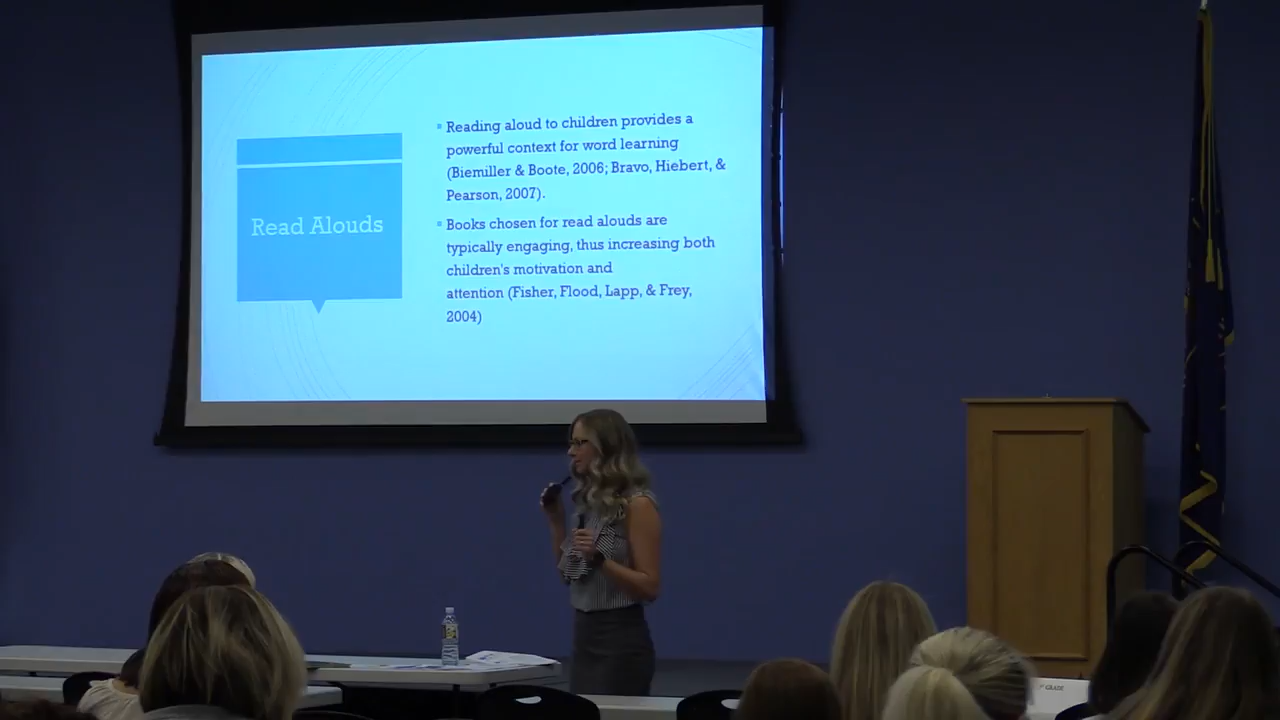 Read Alouds
Reading aloud to children provides a
powerful context for word learning
(Biemiller & Boote, 2006; Bravo, Hiebert, &
Pearson, 2007).
Books chosen for read alouds are
typically engaging, thus increasing both
children's motivation and
attention (Fisher, Flood, Lapp, & Frey,
2004)
GRADE